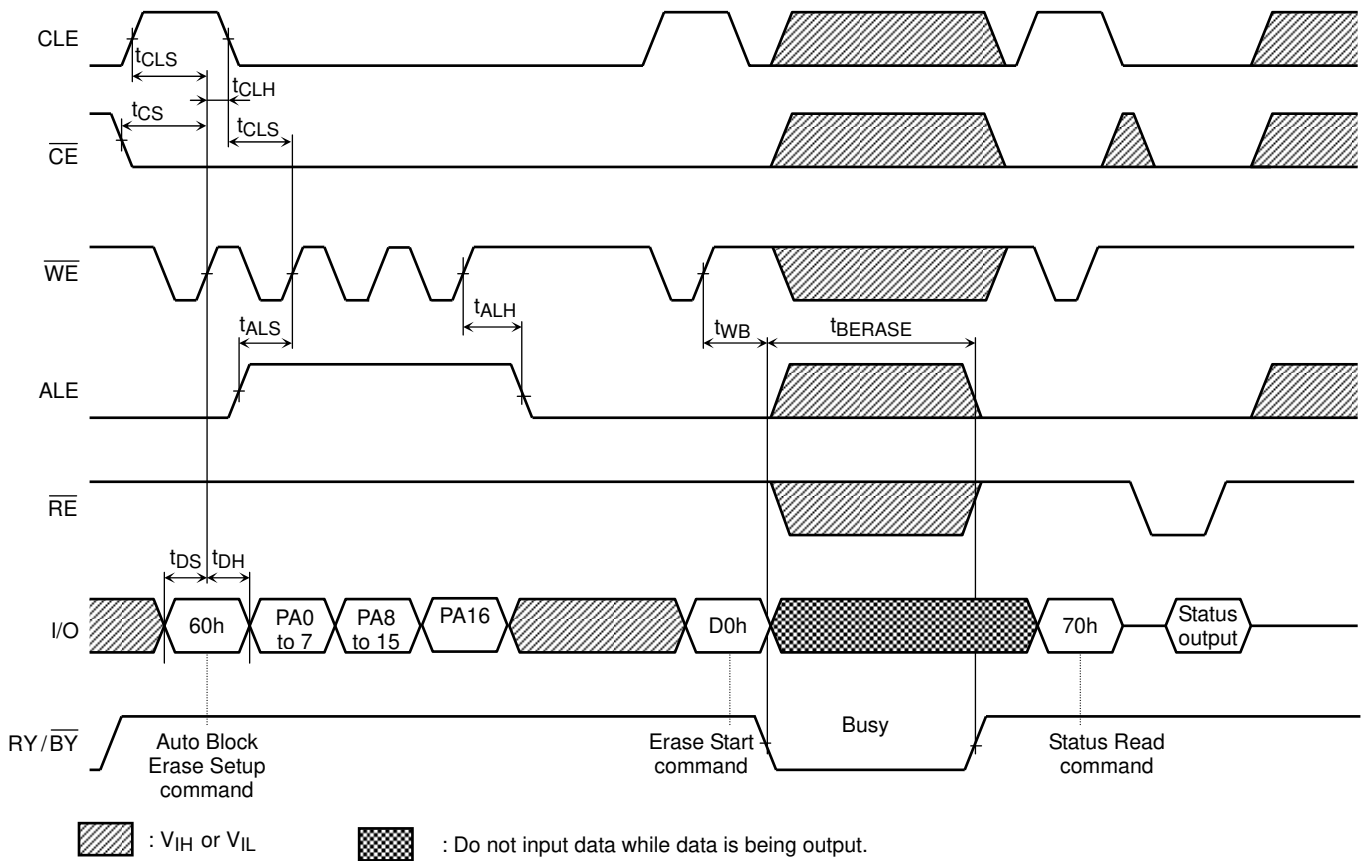 CLE
tCLS
tCLH
tCS
tCLS
CE
WE
tALS
tALH
tWB
tBERASE
ALE
RE
tDS
tDH
I/O
60h
PA0
to 7
PA8
to 15
PA16
D0h
70h
Status
output
RY/BY
Busy
Auto Block
Erase Setup
command
Erase Start
command
Status Read
command
: VIH or VIL
: Do not input data while data is being output.